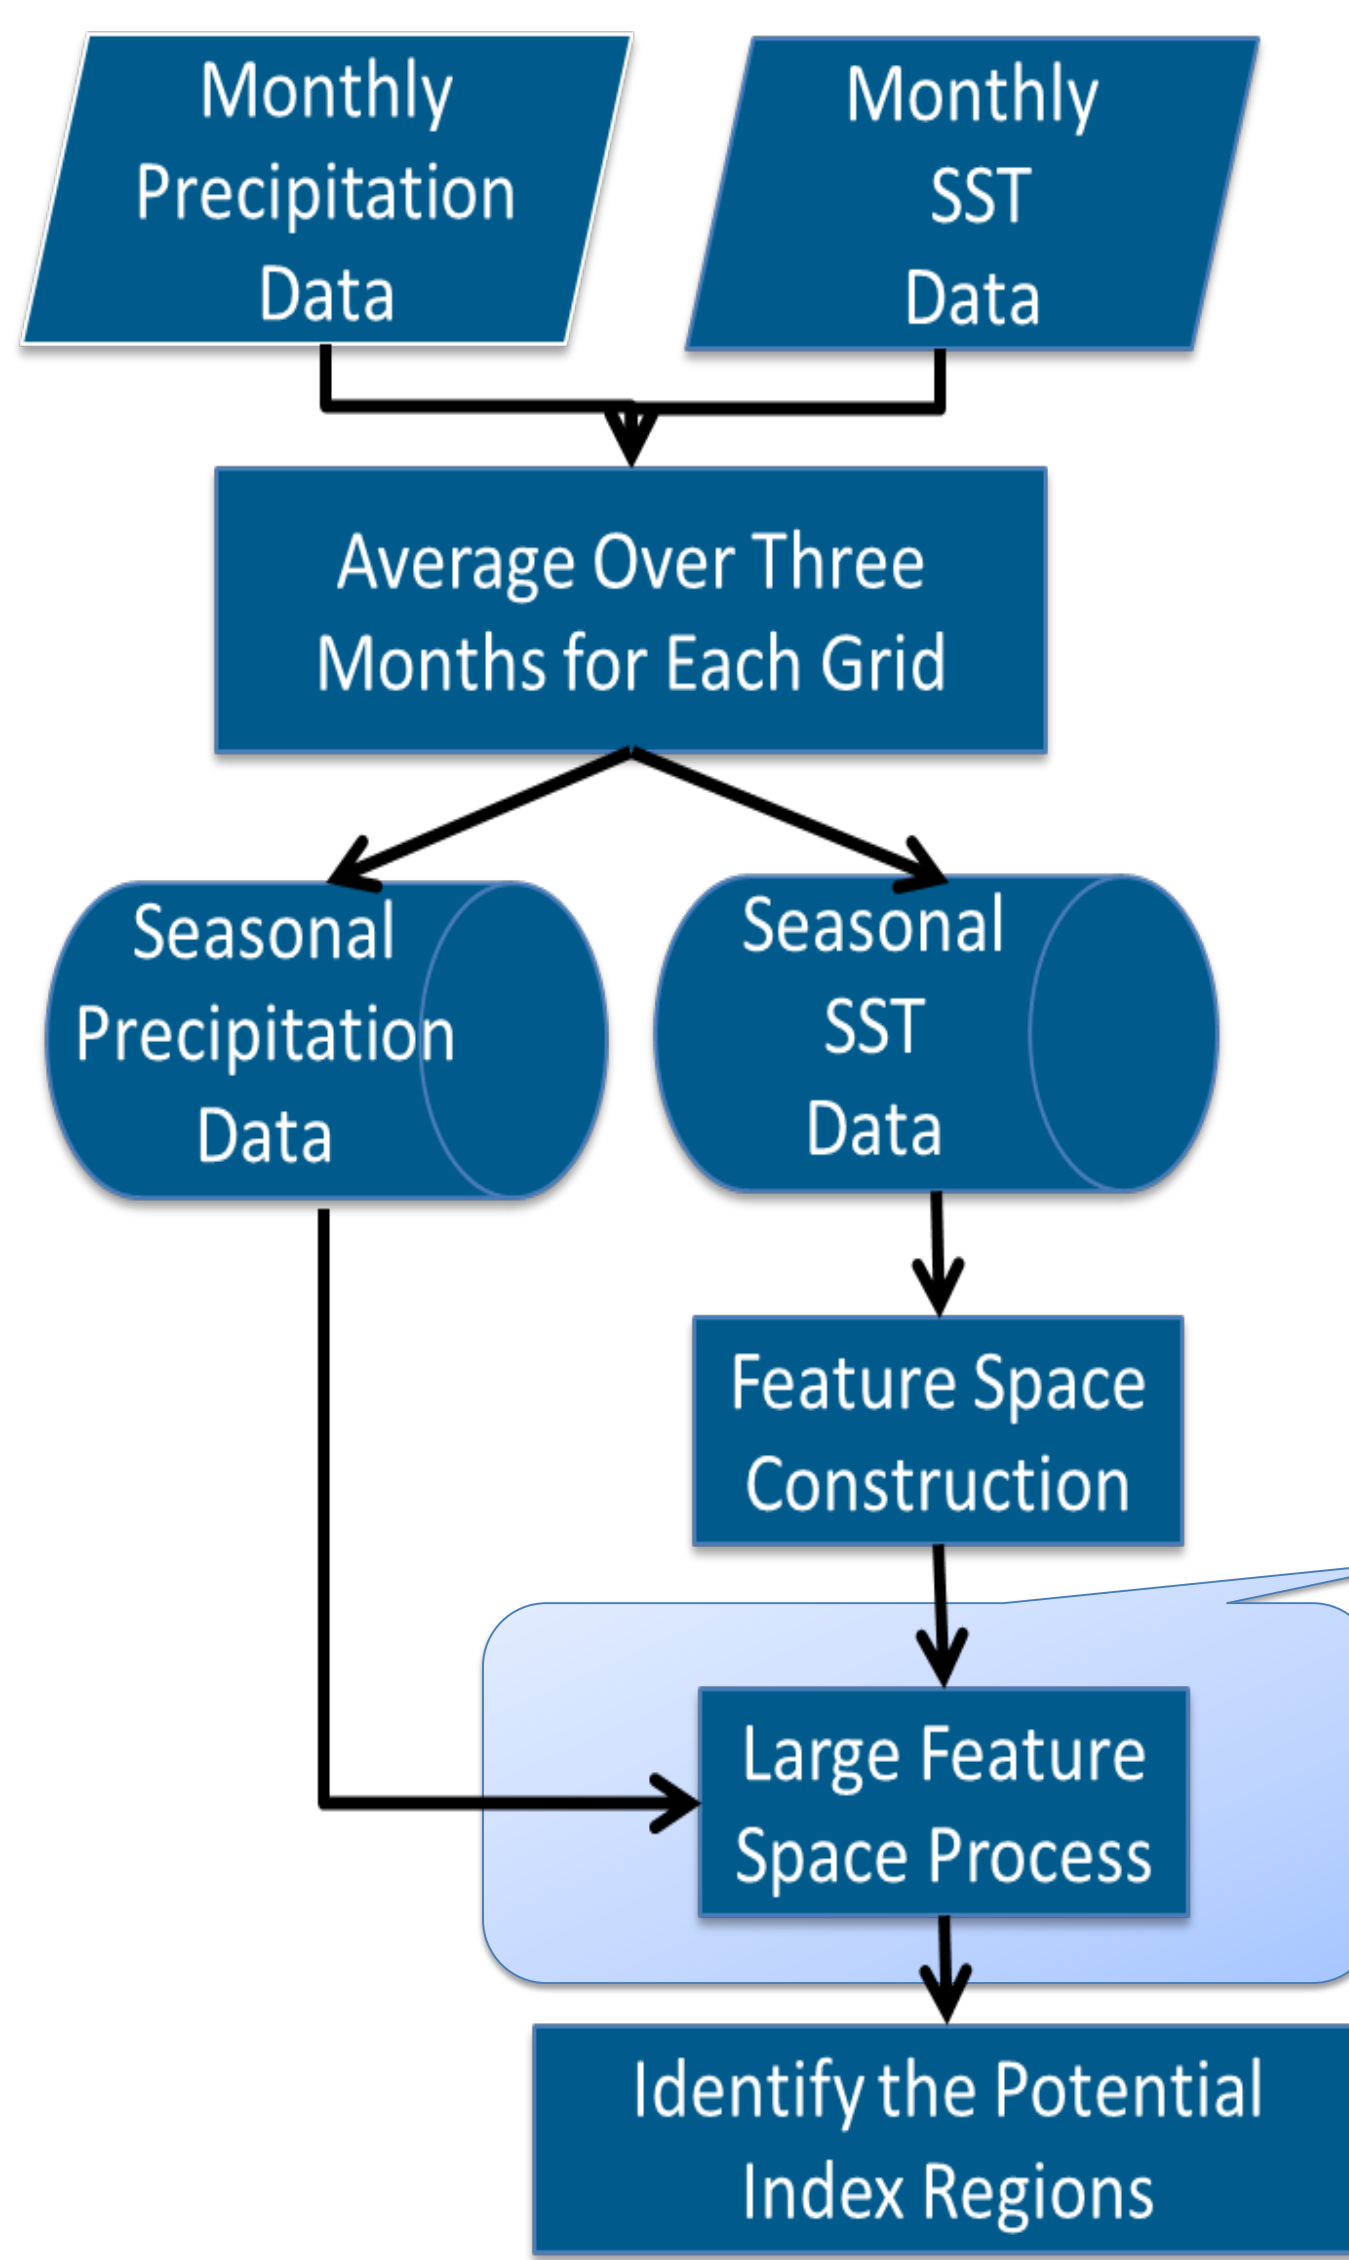 Monthly
Precipitation
Data
Monthly
SST
Data
Average Over Three
Months for Each Grid
Seasonal
Precipitation
Data
Seasonal
SST
Data
Feature Space
Construction
Large Feature
Space Process
Identify the Potential
Index Regions